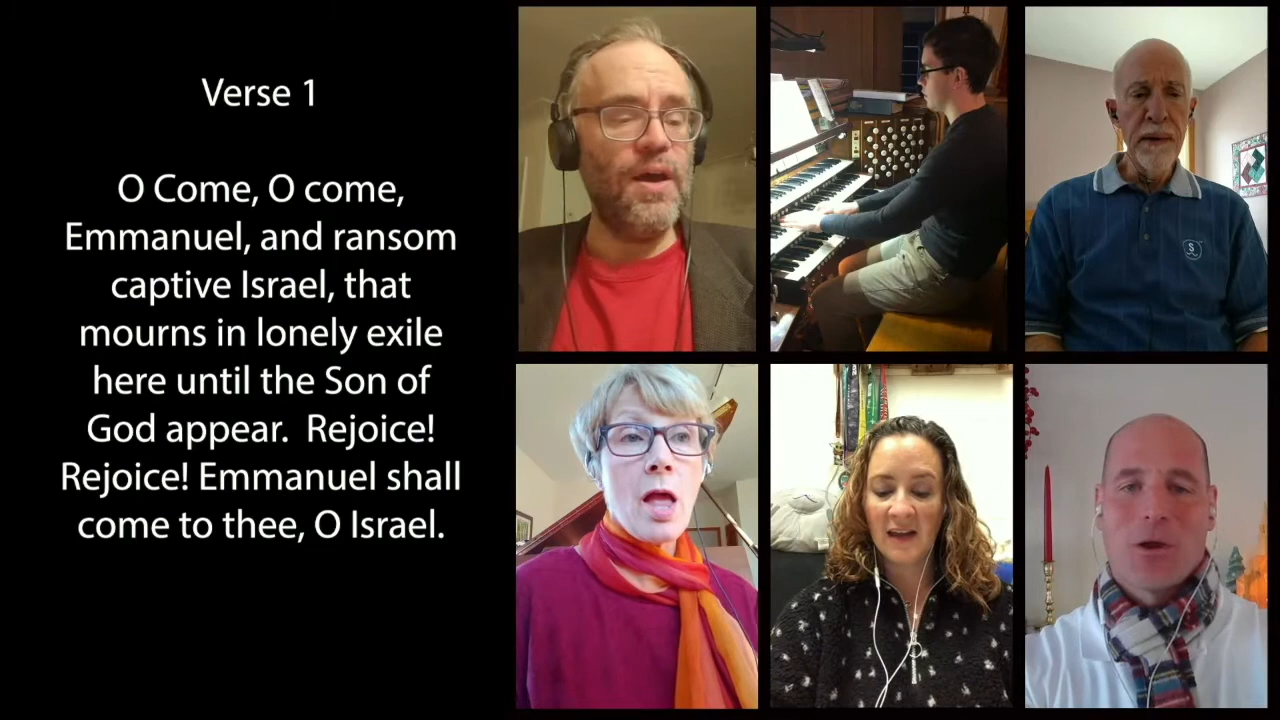 Verse 1
O Come, O come,
Emmanuel, and ransom
captive Israel, that
mourns in lonely exile
here until the Son of
God appear.  Rejoice!
Rejoice! Emmanuel shall
come to thee, O Israel.
S